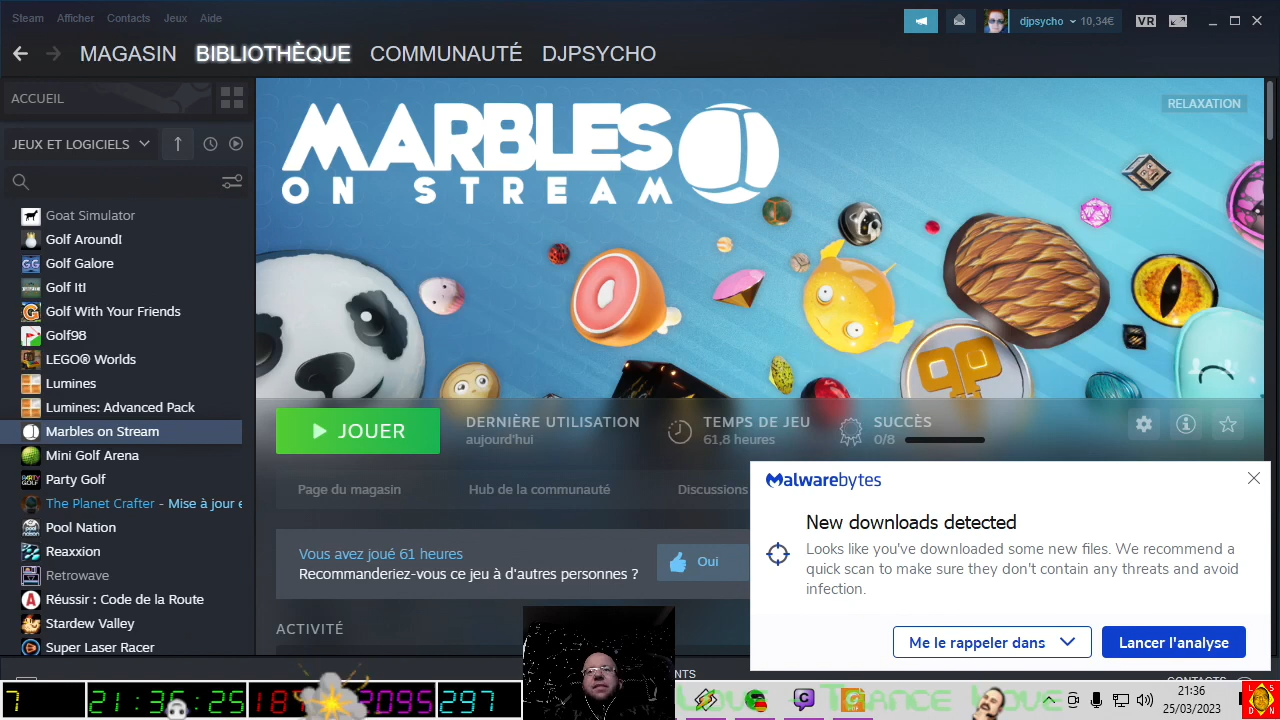 Steam Afficher Contacts Jeux Aide
djpsycho 10,34€ VR
MAGASIN BIBLIOTHÈQUE COMMUNAUTÉ DJPSYCHO
ACCUEIL
RELAXATION
MARBLES
ON STREAM
JEUX ET LOGICIELS
Goat Simulator
Golf Around!
Golf Galore
Golf It!
Golf With Your Friends
Golf98
LEGO® Worlds
Lumines
Lumines: Advanced Pack
Marbles on Stream
Mini Golf Arena
Party Golf
The Planet Crafter - Mise à jour e
Pool Nation
Reaxxion
Retrowave
Réussir : Code de la Route
Stardew Valley
Super Laser Racer
JOUER
DERNIÈRE UTILISATION
aujourd'hui
TEMPS DE JEU
61,8 heures
SUCCÈS
0/8
Page du magasin Hub de la communauté Discussions
Vous avez joué 61 heures
Recommanderiez-vous ce jeu à d'autres personnes ?
Oui
ACTIVITÉ
Malwarebytes
New downloads detected
Looks like you've downloaded some new files. We recommend a
quick scan to make sure they don't contain any threats and avoid
infection.
Me le rappeler dans
Lancer l'analyse
7 21:36:25 2095 297
21:36
25/03/2023